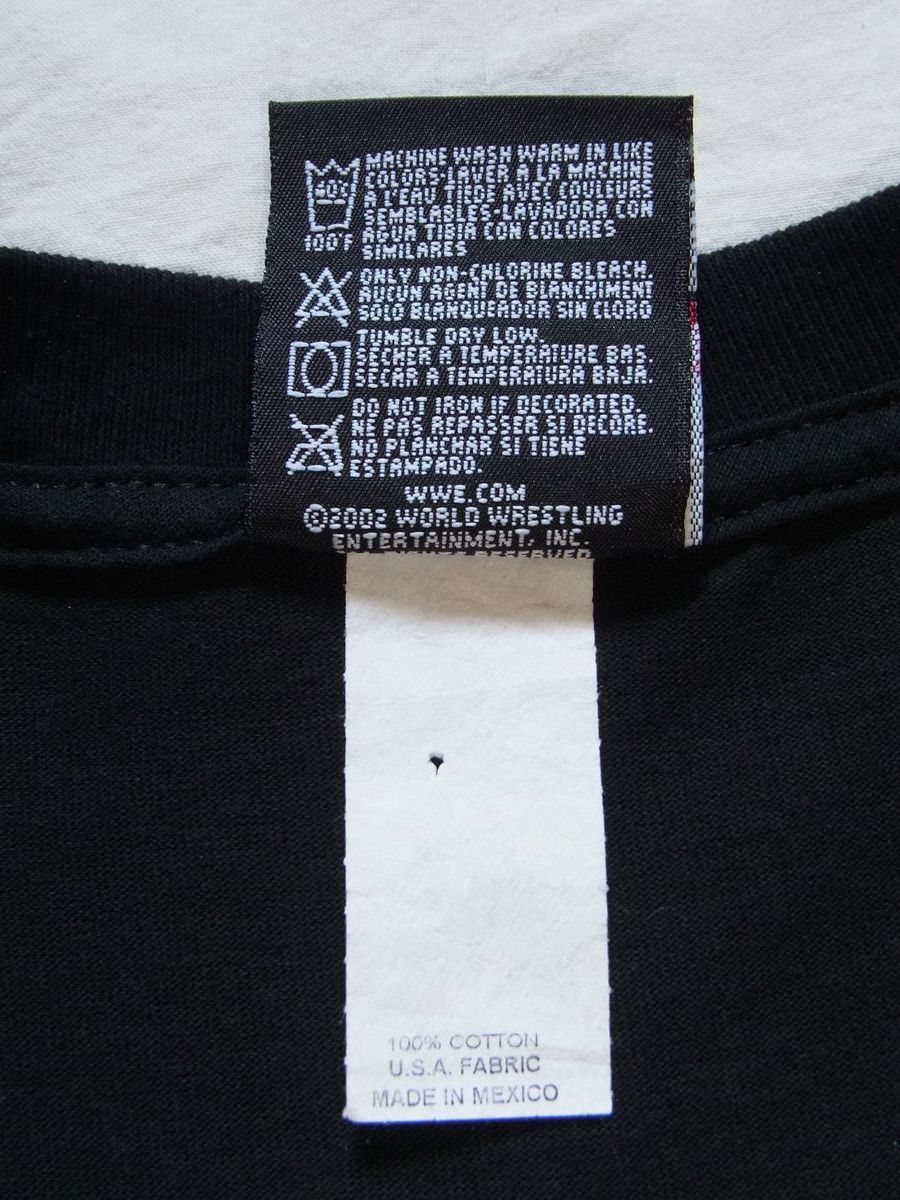 MACHINE WASH WARM IN LIKE
COLORS-LAVER A LA MACHINE
A L'EAU TIEDE AVEC COULEURS
SEMBLABLES-LAVADORA CON
AGUA TIBIA CON COLORES
SIMILARES
40%
100°F
ONLY NON-CHLORINE BLEACH.
AUCUN AGENT DE BLANCHIMENT
SOLO BLANQUEADOR SIN CLORO
TUMBLE DRY LOW.
SECHER A TEMPERATURE BAS.
SECAR A TEMPERATURA BAJA.
DO NOT IRON IF DECORATED.
NE PAS REPASSER SI DECORE.
NO PLANCHAR SI TIENE
ESTAMPADO.
WWE.COM
©2002 WORLD WRESTLING
ENTERTAINMENT, INC.
RIGHTS RESERVED
100% COTTON
U.S.A. FABRIC
MADE IN MEXICO